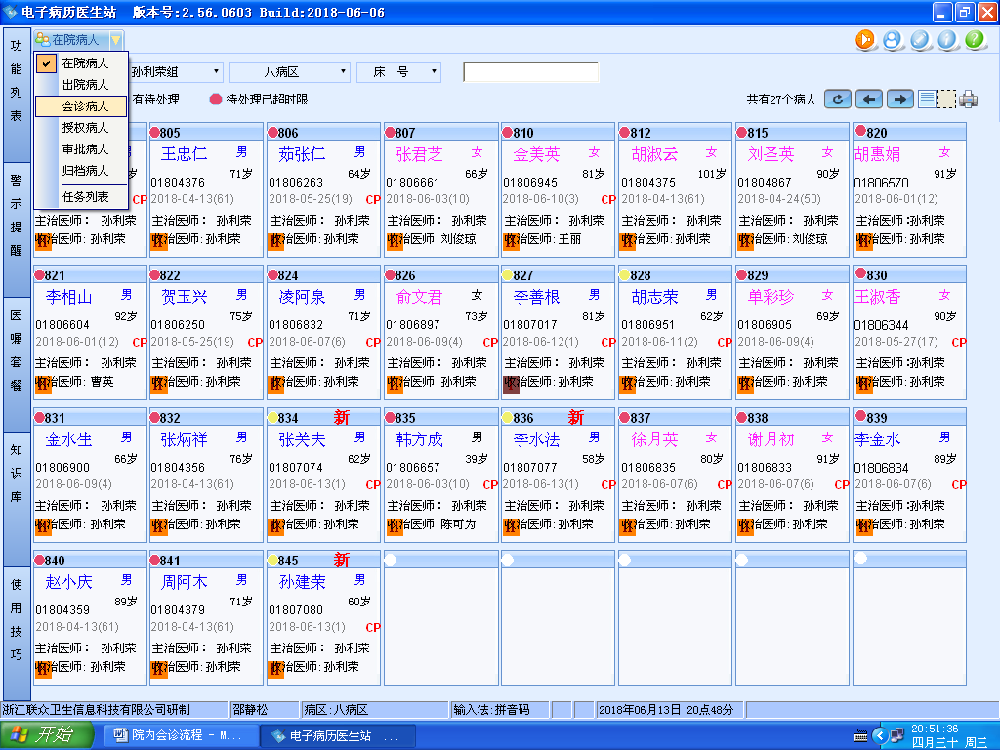 电子病历医生站 版本号:2.56.0603 Build:2018-06-06
功能列表
警示提醒
医嘱套餐
知识库
使用技巧
在院病人
在院病人
出院病人
会诊病人
授权病人
审批病人
归档病人
任务列表
孙利荣组 八病区 床 号
有待处理 待处理已超时限 共有27个病人
805 806 807 810 812 815 820
王忠仁 男 茹张仁 男 张君芝 女 金美英 女 胡淑云 女 刘圣英 女 胡惠娟 女
71岁 64岁 66岁 81岁 101岁 90岁 91岁
01804376 01806263 01806661 01806945 01804375 01804867 01806570
CP 2018-04-13(61) 2018-05-25(19) CP 2018-06-03(10) 2018-06-10(3) CP 2018-04-13(61) 2018-04-24(50) 2018-06-01(12)
主治医师： 孙利荣 主治医师： 孙利荣 主治医师： 孙利荣 主治医师： 孙利荣 主治医师： 孙利荣 主治医师： 孙利荣 主治医师： 孙利荣 主治医师:孙利荣
治医师: 孙利荣 治医师:孙利荣 治医师: 孙利荣 治医师:刘俊琼 治医师:王丽 治医师:孙利荣 治医师:刘俊琼 治医师:孙利荣
821 822 824 826 827 828 829 830
李相山 男 贺玉兴 男 凌阿泉 男 俞文君 女 李善根 男 胡志荣 男 单彩珍 女 王淑香 女
92岁 75岁 71岁 73岁 81岁 62岁 69岁 90岁
01806604 01806250 01806832 01806897 01807017 01806951 01806905 01806344
2018-06-01(12) CP 2018-05-25(19) CP 2018-06-07(6) CP 2018-06-09(4) CP 2018-06-12(1) CP 2018-06-11(2) CP 2018-06-09(4) 2018-05-27(17) CP
主治医师： 孙利荣 主治医师： 孙利荣 主治医师： 孙利荣 主治医师： 孙利荣 主治医师： 孙利荣 主治医师： 孙利荣 主治医师： 孙利荣 主治医师:孙利荣
治医师: 曹英 治医师:孙利荣 治医师: 孙利荣 治医师:孙利荣 治医师:孙利荣 治医师:孙利荣 治医师:孙利荣 治医师:孙利荣
831 832 834 新 835 836 新 837 838 839
金水生 男 张炳祥 男 张关夫 男 韩方成 男 李水法 男 徐月英 女 谢月初 女 李金水 男
66岁 76岁 62岁 39岁 58岁 80岁 91岁 89岁
01806900 01804356 01807074 01806657 01807077 01806835 01806833 01806834
2018-06-09(4) 2018-04-13(61) 2018-06-13(1) CP 2018-06-03(10) CP 2018-06-13(1) CP 2018-06-07(6) CP 2018-06-07(6) CP 2018-06-07(6) CP
主治医师： 孙利荣 主治医师： 孙利荣 主治医师： 孙利荣 主治医师： 孙利荣 主治医师： 孙利荣 主治医师： 孙利荣 主治医师： 孙利荣 主治医师:孙利荣
治医师: 孙利荣 治医师:孙利荣 治医师: 孙利荣 治医师:陈可为 治医师:孙利荣 治医师:孙利荣 治医师:孙利荣 治医师:孙利荣
840 841 845 新
赵小庆 男 周阿木 男 孙建荣 男
89岁 71岁 60岁
01804359 01804379 01807080
2018-04-13(61) 2018-04-13(61) 2018-06-13(1) CP
主治医师： 孙利荣 主治医师： 孙利荣 主治医师： 孙利荣
治医师: 孙利荣 治医师:孙利荣 治医师: 孙利荣
浙江联众卫生信息科技有限公司研制 邵静松 病区:八病区 输入法:拼音码 2018年06月13日 20点48分
开始 院内会诊流程 - M... 电子病历医生站 ... 20:51:36
四月三十 周三